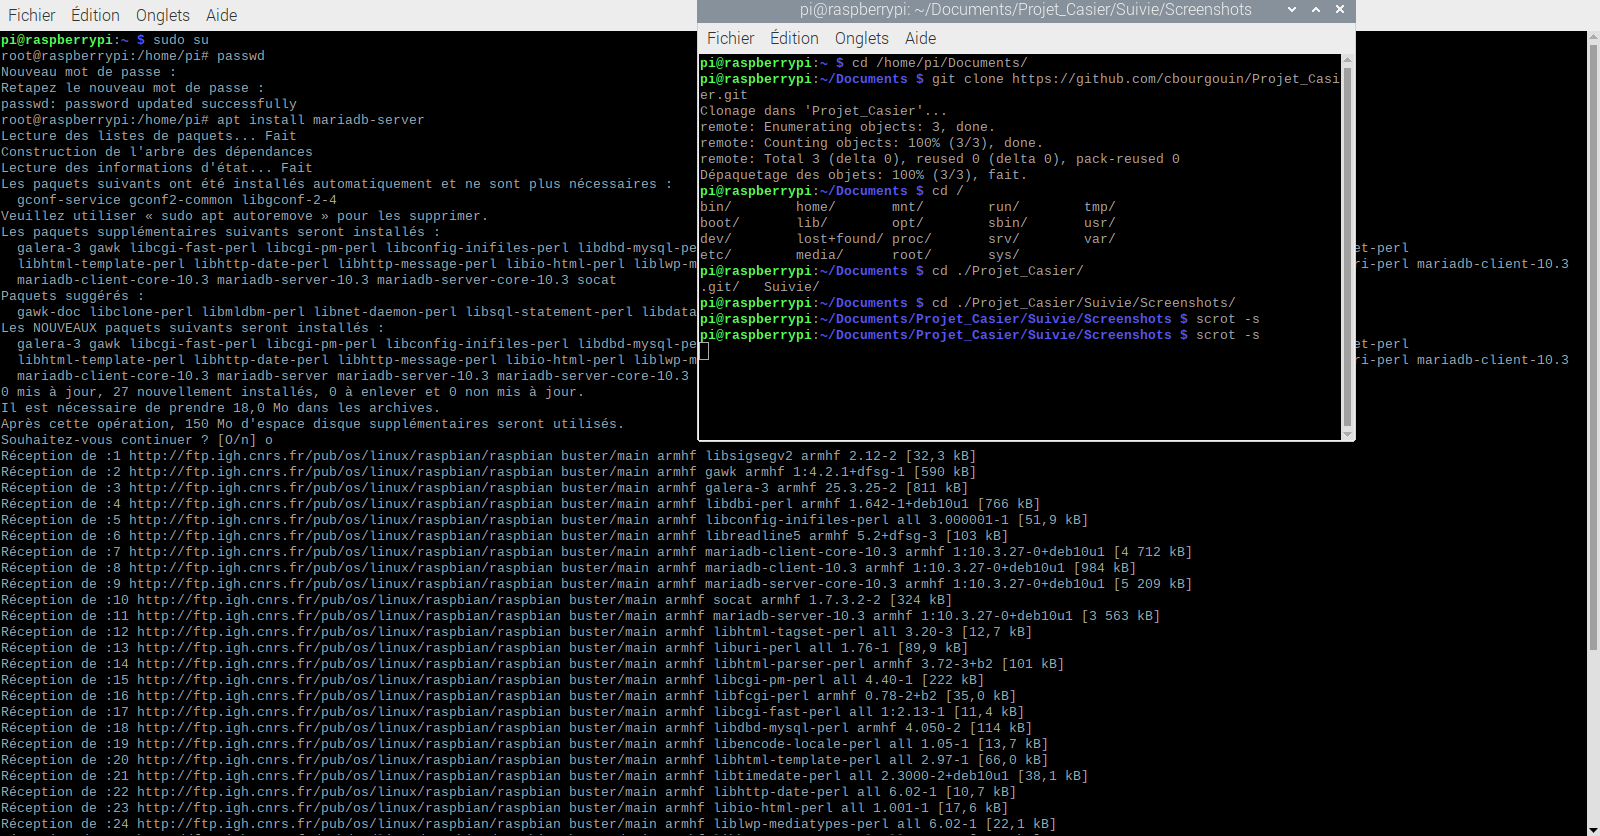 Fichier Édition Onglets Aide
pi@raspberrypi:~ $ sudo su
root@raspberrypi:/home/pi# passwd
Nouveau mot de passe :
Retapez le nouveau mot de passe :
passwd: password updated successfully
root@raspberrypi:/home/pi# apt install mariadb-server
Lecture des listes de paquets... Fait
Construction de l'arbre des dépendances
Lecture des informations d'état... Fait
Les paquets suivants ont été installés automatiquement et ne sont plus nécessaires :
gconf-service gconf2-common libgconf-2-4
Veuillez utiliser « sudo apt autoremove » pour les supprimer.
Les paquets supplémentaires suivants seront installés :
galera-3 gawk libcgi-fast-perl libcgi-pm-perl libconfig-inifiles-perl libdbd-mysql-pe et-perl
libhtml-template-perl libhttp-date-perl libhttp-message-perl libio-html-perl liblwp-m ri-perl mariadb-client-10.3
mariadb-client-core-10.3 mariadb-server-10.3 mariadb-server-core-10.3 socat
Paquets suggérés :
gawk-doc libclone-perl libmldbm-perl libnet-daemon-perl libsql-statement-perl libdata
Les NOUVEAUX paquets suivants seront installés :
galera-3 gawk libcgi-fast-perl libcgi-pm-perl libconfig-inifiles-perl libdbd-mysql-pe et-perl
libhtml-template-perl libhttp-date-perl libhttp-message-perl libio-html-perl liblwp-m ri-perl mariadb-client-10.3
mariadb-client-core-10.3 mariadb-server mariadb-server-10.3 mariadb-server-core-10.3
0 mis à jour, 27 nouvellement installés, 0 à enlever et 0 non mis à jour.
Il est nécessaire de prendre 18,0 Mo dans les archives.
Après cette opération, 150 Mo d'espace disque supplémentaires seront utilisés.
Souhaitez-vous continuer ? [O/n] o
Réception de :1 http://ftp.igh.cnrs.fr/pub/os/linux/raspbian/raspbian buster/main armhf libsigsegv2 armhf 2.12-2 [32,3 kB]
Réception de :2 http://ftp.igh.cnrs.fr/pub/os/linux/raspbian/raspbian buster/main armhf gawk armhf 1:4.2.1+dfsg-1 [590 kB]
Réception de :3 http://ftp.igh.cnrs.fr/pub/os/linux/raspbian/raspbian buster/main armhf galera-3 armhf 25.3.25-2 [811 kB]
Réception de :4 http://ftp.igh.cnrs.fr/pub/os/linux/raspbian/raspbian buster/main armhf libdbi-perl armhf 1.642-1+deb10u1 [766 kB]
Réception de :5 http://ftp.igh.cnrs.fr/pub/os/linux/raspbian/raspbian buster/main armhf libconfig-inifiles-perl all 3.000001-1 [51,9 kB]
Réception de :6 http://ftp.igh.cnrs.fr/pub/os/linux/raspbian/raspbian buster/main armhf libreadline5 armhf 5.2+dfsg-3 [103 kB]
Réception de :7 http://ftp.igh.cnrs.fr/pub/os/linux/raspbian/raspbian buster/main armhf mariadb-client-core-10.3 armhf 1:10.3.27-0+deb10u1 [4 712 kB]
Réception de :8 http://ftp.igh.cnrs.fr/pub/os/linux/raspbian/raspbian buster/main armhf mariadb-client-10.3 armhf 1:10.3.27-0+deb10u1 [984 kB]
Réception de :9 http://ftp.igh.cnrs.fr/pub/os/linux/raspbian/raspbian buster/main armhf mariadb-server-core-10.3 armhf 1:10.3.27-0+deb10u1 [5 209 kB]
Réception de :10 http://ftp.igh.cnrs.fr/pub/os/linux/raspbian/raspbian buster/main armhf socat armhf 1.7.3.2-2 [324 kB]
Réception de :11 http://ftp.igh.cnrs.fr/pub/os/linux/raspbian/raspbian buster/main armhf mariadb-server-10.3 armhf 1:10.3.27-0+deb10u1 [3 563 kB]
Réception de :12 http://ftp.igh.cnrs.fr/pub/os/linux/raspbian/raspbian buster/main armhf libhtml-tagset-perl all 3.20-3 [12,7 kB]
Réception de :13 http://ftp.igh.cnrs.fr/pub/os/linux/raspbian/raspbian buster/main armhf liburi-perl all 1.76-1 [89,9 kB]
Réception de :14 http://ftp.igh.cnrs.fr/pub/os/linux/raspbian/raspbian buster/main armhf libhtml-parser-perl armhf 3.72-3+b2 [101 kB]
Réception de :15 http://ftp.igh.cnrs.fr/pub/os/linux/raspbian/raspbian buster/main armhf libcgi-pm-perl all 4.40-1 [222 kB]
Réception de :16 http://ftp.igh.cnrs.fr/pub/os/linux/raspbian/raspbian buster/main armhf libfcgi-perl armhf 0.78-2+b2 [35,0 kB]
Réception de :17 http://ftp.igh.cnrs.fr/pub/os/linux/raspbian/raspbian buster/main armhf libcgi-fast-perl all 1:2.13-1 [11,4 kB]
Réception de :18 http://ftp.igh.cnrs.fr/pub/os/linux/raspbian/raspbian buster/main armhf libdbd-mysql-perl armhf 4.050-2 [114 kB]
Réception de :19 http://ftp.igh.cnrs.fr/pub/os/linux/raspbian/raspbian buster/main armhf libencode-locale-perl all 1.05-1 [13,7 kB]
Réception de :20 http://ftp.igh.cnrs.fr/pub/os/linux/raspbian/raspbian buster/main armhf libhtml-template-perl all 2.97-1 [66,0 kB]
Réception de :21 http://ftp.igh.cnrs.fr/pub/os/linux/raspbian/raspbian buster/main armhf libtimedate-perl all 2.3000-2+deb10u1 [38,1 kB]
Réception de :22 http://ftp.igh.cnrs.fr/pub/os/linux/raspbian/raspbian buster/main armhf libhttp-date-perl all 6.02-1 [10,7 kB]
Réception de :23 http://ftp.igh.cnrs.fr/pub/os/linux/raspbian/raspbian buster/main armhf libio-html-perl all 1.001-1 [17,6 kB]
Réception de :24 http://ftp.igh.cnrs.fr/pub/os/linux/raspbian/raspbian buster/main armhf liblwp-mediatypes-perl all 6.02-1 [22,1 kB]
pi@raspberrypi: ~/Documents/Projet_Casier/Suivie/Screenshots
Fichier Édition Onglets Aide
pi@raspberrypi:~ $ cd /home/pi/Documents/
pi@raspberrypi:~/Documents $ git clone https://github.com/cbourgouin/Projet_Casi
er.git
Clonage dans 'Projet_Casier'...
remote: Enumerating objects: 3, done.
remote: Counting objects: 100% (3/3), done.
remote: Total 3 (delta 0), reused 0 (delta 0), pack-reused 0
Dépaquetage des objets: 100% (3/3), fait.
pi@raspberrypi:~/Documents $ cd /
bin/ home/ mnt/ run/ tmp/
boot/ lib/ opt/ sbin/ usr/
dev/ lost+found/ proc/ srv/ var/
etc/ media/ root/ sys/
pi@raspberrypi:~/Documents $ cd ./Projet_Casier/
.git/ Suivie/
pi@raspberrypi:~/Documents $ cd ./Projet_Casier/Suivie/Screenshots/
pi@raspberrypi:~/Documents/Projet_Casier/Suivie/Screenshots $ scrot -s
pi@raspberrypi:~/Documents/Projet_Casier/Suivie/Screenshots $ scrot -s